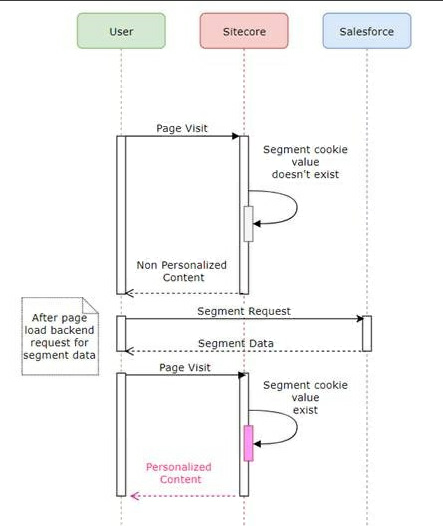 User
Sitecore
Salesforce
Page Visit
Segment cookie
value
doesn't exist
Non Personalized
Content
After page
load backend
request for
segment data
Segment Request
Segment Data
Page Visit
Segment cookie
value
exist
Personalized
Content